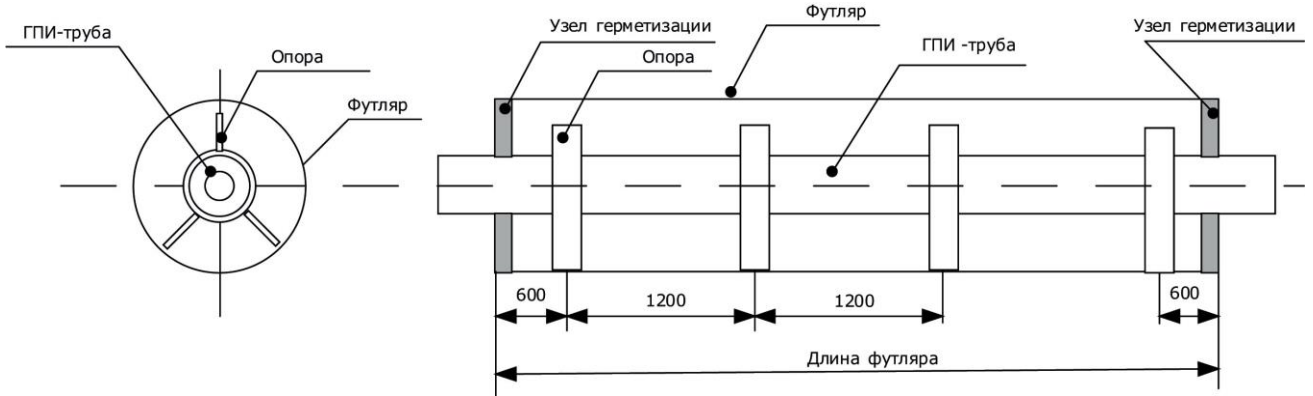 ГПИ-труба
Опора
Футляр
Узел герметизации
Футляр
Узел герметизации
ГПИ -труба
Опора
600
1200
1200
600
Длина футляра